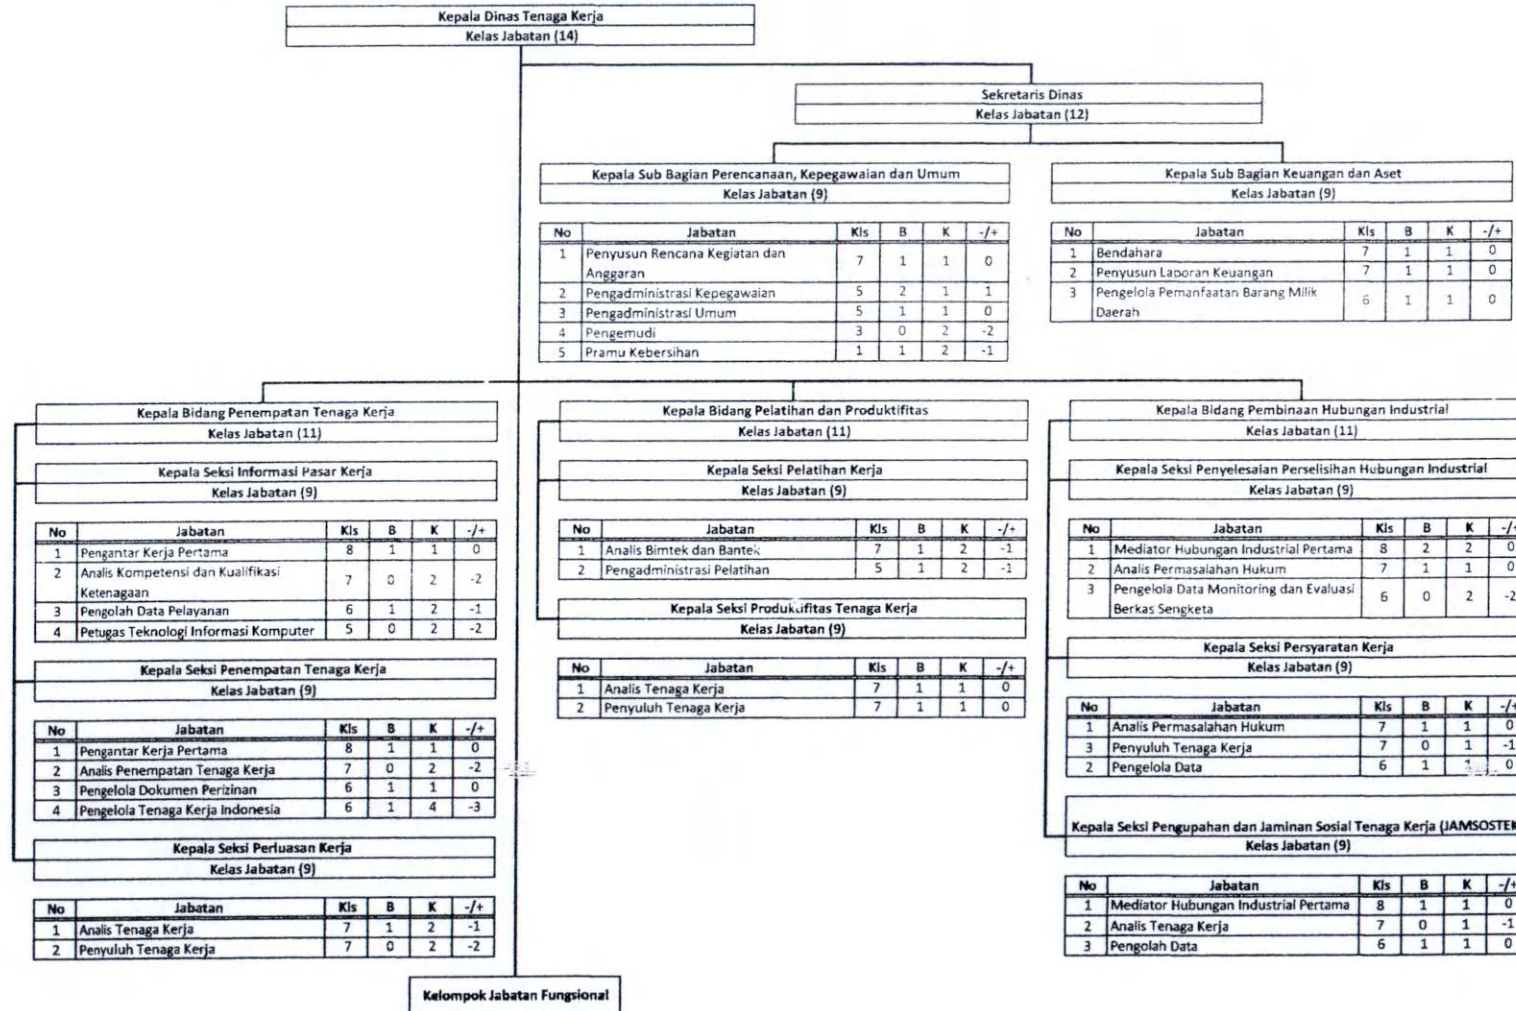 Kepala Dinas Tenaga Kerja
Kelas Jabatan (14)
Sekretaris Dinas
Kelas Jabatan (12)
Kepala Sub Bagian Perencanaan, Kepegawaian dan Umum
Kelas Jabatan (9)
No Jabatan Kls B K -/+
1 Penyusun Rencana Kegiatan dan 7 1 1 0
Anggaran
2 Pengadministrasi Kepegawaian 5 2 1 1
3 Pengadministrasi Umum 5 1 1 0
4 Pengemudi 3 0 2 -2
5 Pramu Kebersihan 1 1 2 -1
Kepala Sub Bagian Keuangan dan Aset
Kelas Jabatan (9)
No Jabatan Kls B K -/+
1 Bendahara 7 1 1 0
2 Penyusun Laporan Keuangan 7 1 1 0
3 Pengelola Pemanfaatan Barang Milik 6 1 1 0
Daerah
Kepala Bidang Penempatan Tenaga Kerja
Kelas Jabatan (11)
Kepala Seksi Informasi Pasar Kerja
Kelas Jabatan (9)
No Jabatan Kls B K -/+
1 Pengantar Kerja Pertama 8 1 1 0
2 Analis Kompetensi dan Kualifikasi 7 0 2 -2
Ketenagaan
3 Pengolah Data Pelayanan 6 1 2 -1
4 Petugas Teknologi Informasi Komputer 5 0 2 -2
Kepala Seksi Penempatan Tenaga Kerja
Kelas Jabatan (9)
No Jabatan Kls B K -/+
1 Pengantar Kerja Pertama 8 1 1 0
2 Analis Penempatan Tenaga Kerja 7 0 2 -2
3 Pengelola Dokumen Perizinan 6 1 1 0
4 Pengelola Tenaga Kerja Indonesia 6 1 4 -3
Kepala Seksi Perluasan Kerja
Kelas Jabatan (9)
No Jabatan Kls B K -/+
1 Analis Tenaga Kerja 7 1 2 -1
2 Penyuluh Tenaga Kerja 7 0 2 -2
Kepala Bidang Pelatihan dan Produktifitas
Kelas Jabatan (11)
Kepala Seksi Pelatihan Kerja
Kelas Jabatan (9)
No Jabatan Kls B K -/+
1 Analis Bimtek dan Bantek 7 1 2 -1
2 Pengadministrasi Pelatihan 5 1 2 -1
Kepala Seksi Produktifitas Tenaga Kerja
Kelas Jabatan (9)
No Jabatan Kls B K -/+
1 Analis Tenaga Kerja 7 1 1 0
2 Penyuluh Tenaga Kerja 7 1 1 0
Kepala Bidang Pembinaan Hubungan Industrial
Kelas Jabatan (11)
Kepala Seksi Penyelesaian Perselisihan Hubungan Industrial
Kelas Jabatan (9)
No Jabatan Kls B K -/+
1 Mediator Hubungan Industrial Pertama 8 2 2 0
2 Analis Permasalahan Hukum 7 1 1 0
3 Pengelola Data Monitoring dan Evaluasi 6 0 2 -2
Berkas Sengketa
Kepala Seksi Persyaratan Kerja
Kelas Jabatan (9)
No Jabatan Kls B K -/+
1 Analis Permasalahan Hukum 7 1 1 0
3 Penyuluh Tenaga Kerja 7 0 1 -1
2 Pengelola Data 6 1 1 0
Kepala Seksi Pengupahan dan Jaminan Sosial Tenaga Kerja (JAMSOSTEK
Kelas Jabatan (9)
No Jabatan Kls B K -/+
1 Mediator Hubungan Industrial Pertama 8 1 1 0
2 Analis Tenaga Kerja 7 0 1 -1
3 Pengolah Data 6 1 1 0
Kelompok Jabatan Fungsional